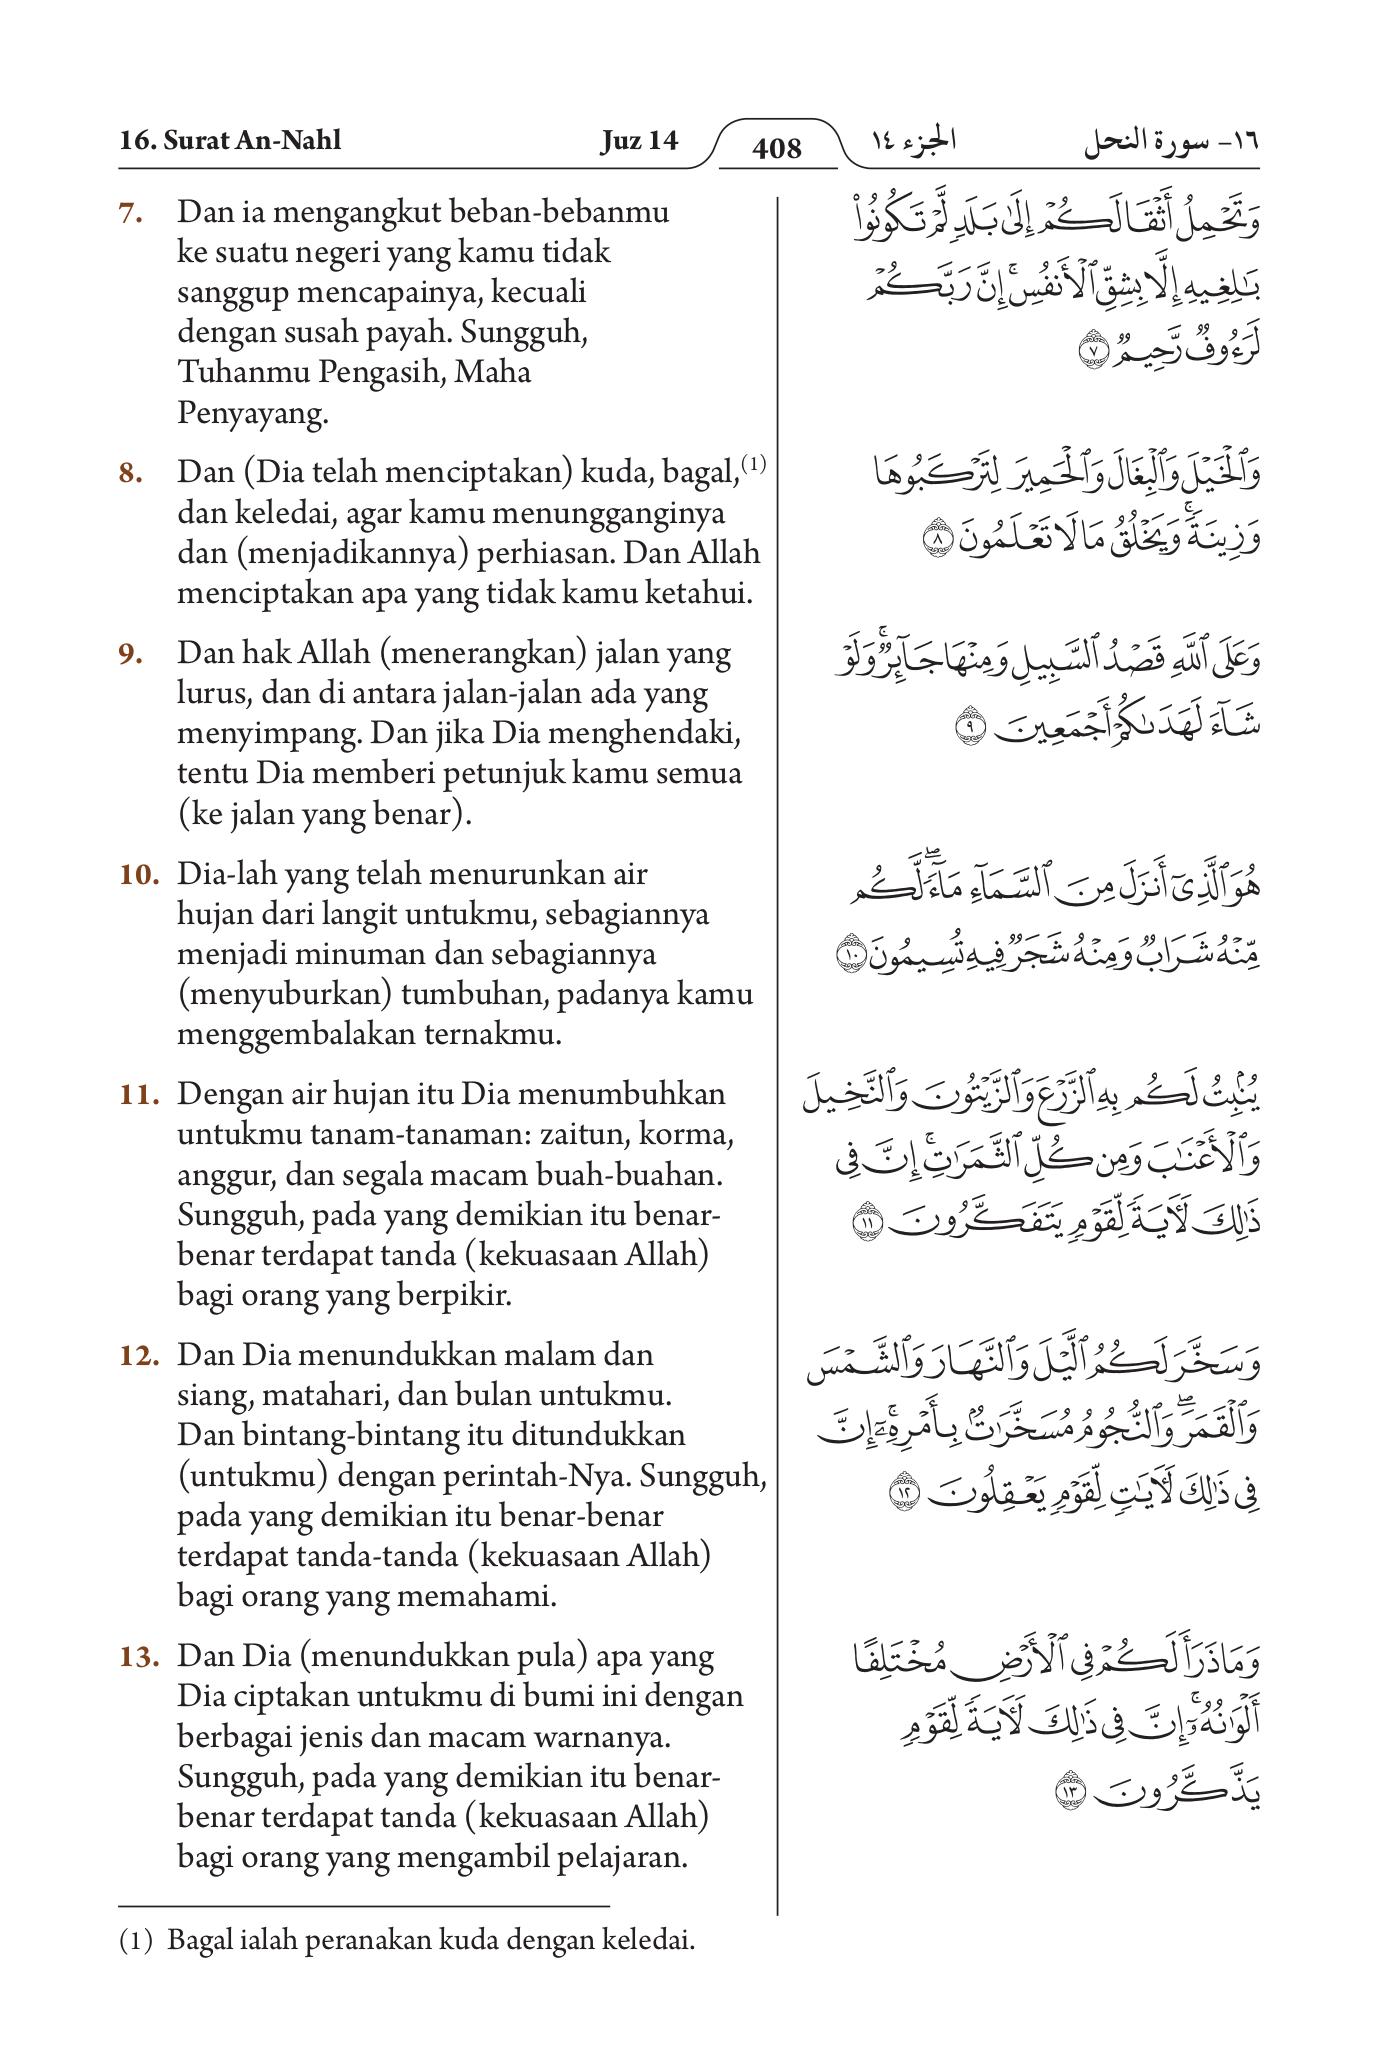 16. Surat An-Nahl
Juz 14
408
الجزء ١٤
١٦- سورة النحل
7. Dan ia mengangkut beban-bebanmu
ke suatu negeri yang kamu tidak
sanggup mencapainya, kecuali
dengan susah payah. Sungguh,
Tuhanmu Pengasih, Maha
Penyayang.
8. Dan (Dia telah menciptakan) kuda, bagal,(1)
dan keledai, agar kamu menungganginya
dan (menjadikannya) perhiasan. Dan Allah
menciptakan apa yang tidak kamu ketahui.
9. Dan hak Allah (menerangkan) jalan yang
lurus, dan di antara jalan-jalan ada yang
menyimpang. Dan jika Dia menghendaki,
tentu Dia memberi petunjuk kamu semua
(ke jalan yang benar).
10. Dia-lah yang telah menurunkan air
hujan dari langit untukmu, sebagiannya
menjadi minuman dan sebagiannya
(menyuburkan) tumbuhan, padanya kamu
menggembalakan ternakmu.
11. Dengan air hujan itu Dia menumbuhkan
untukmu tanam-tanaman: zaitun, korma,
anggur, dan segala macam buah-buahan.
Sungguh, pada yang demikian itu benar-
benar terdapat tanda (kekuasaan Allah)
bagi orang yang berpikir.
12. Dan Dia menundukkan malam dan
siang, matahari, dan bulan untukmu.
Dan bintang-bintang itu ditundukkan
(untukmu) dengan perintah-Nya. Sungguh,
pada yang demikian itu benar-benar
terdapat tanda-tanda (kekuasaan Allah)
bagi orang yang memahami.
13. Dan Dia (menundukkan pula) apa yang
Dia ciptakan untukmu di bumi ini dengan
berbagai jenis dan macam warnanya.
Sungguh, pada yang demikian itu benar-
benar terdapat tanda (kekuasaan Allah)
bagi orang yang mengambil pelajaran.
(1) Bagal ialah peranakan kuda dengan keledai.
وَتَحْمِلُ أَثْقَالَكُمْ إِلَىٰ بَلَدٍ لَّمْ تَكُونُوا۟
بَـٰلِغِيهِ إِلَّا بِشِقِّ ٱلْأَنفُسِ ۚ إِنَّ رَبَّكُمْ
لَرَءُوفٌ رَّحِيمٌ ٧
وَٱلْخَيْلَ وَٱلْبِغَالَ وَٱلْحَمِيرَ لِتَرْكَبُوهَا
وَزِينَةً ۚ وَيَخْلُقُ مَا لَا تَعْلَمُونَ ٨
وَعَلَى ٱللَّهِ قَصْدُ ٱلسَّبِيلِ وَمِنْهَا جَآئِرٌ ۚ وَلَوْ
شَآءَ لَهَدَىٰكُمْ أَجْمَعِينَ ٩
هُوَ ٱلَّذِىٓ أَنزَلَ مِنَ ٱلسَّمَآءِ مَآءً ۖ لَّكُم
مِّنْهُ شَرَابٌ وَمِنْهُ شَجَرٌ فِيهِ تُسِيمُونَ ١٠
يُنۢبِتُ لَكُم بِهِ ٱلزَّرْعَ وَٱلزَّيْتُونَ وَٱلنَّخِيلَ
وَٱلْأَعْنَـٰبَ وَمِن كُلِّ ٱلثَّمَرَٰتِ ۗ إِنَّ فِى
ذَٰلِكَ لَـَٔايَةً لِّقَوْمٍ يَتَفَكَّرُونَ ١١
وَسَخَّرَ لَكُمُ ٱلَّيْلَ وَٱلنَّهَارَ وَٱلشَّمْسَ
وَٱلْقَمَرَ ۖ وَٱلنُّجُومُ مُسَخَّرَٰتٌۢ بِأَمْرِهِۦٓ ۗ إِنَّ
فِى ذَٰلِكَ لَـَٔايَـٰتٍ لِّقَوْمٍ يَعْقِلُونَ ١٢
وَمَا ذَرَأَ لَكُمْ فِى ٱلْأَرْضِ مُخْتَلِفًا
أَلْوَٰنُهُۥٓ ۗ إِنَّ فِى ذَٰلِكَ لَـَٔايَةً لِّقَوْمٍ
يَذَّكَّرُونَ ١٣